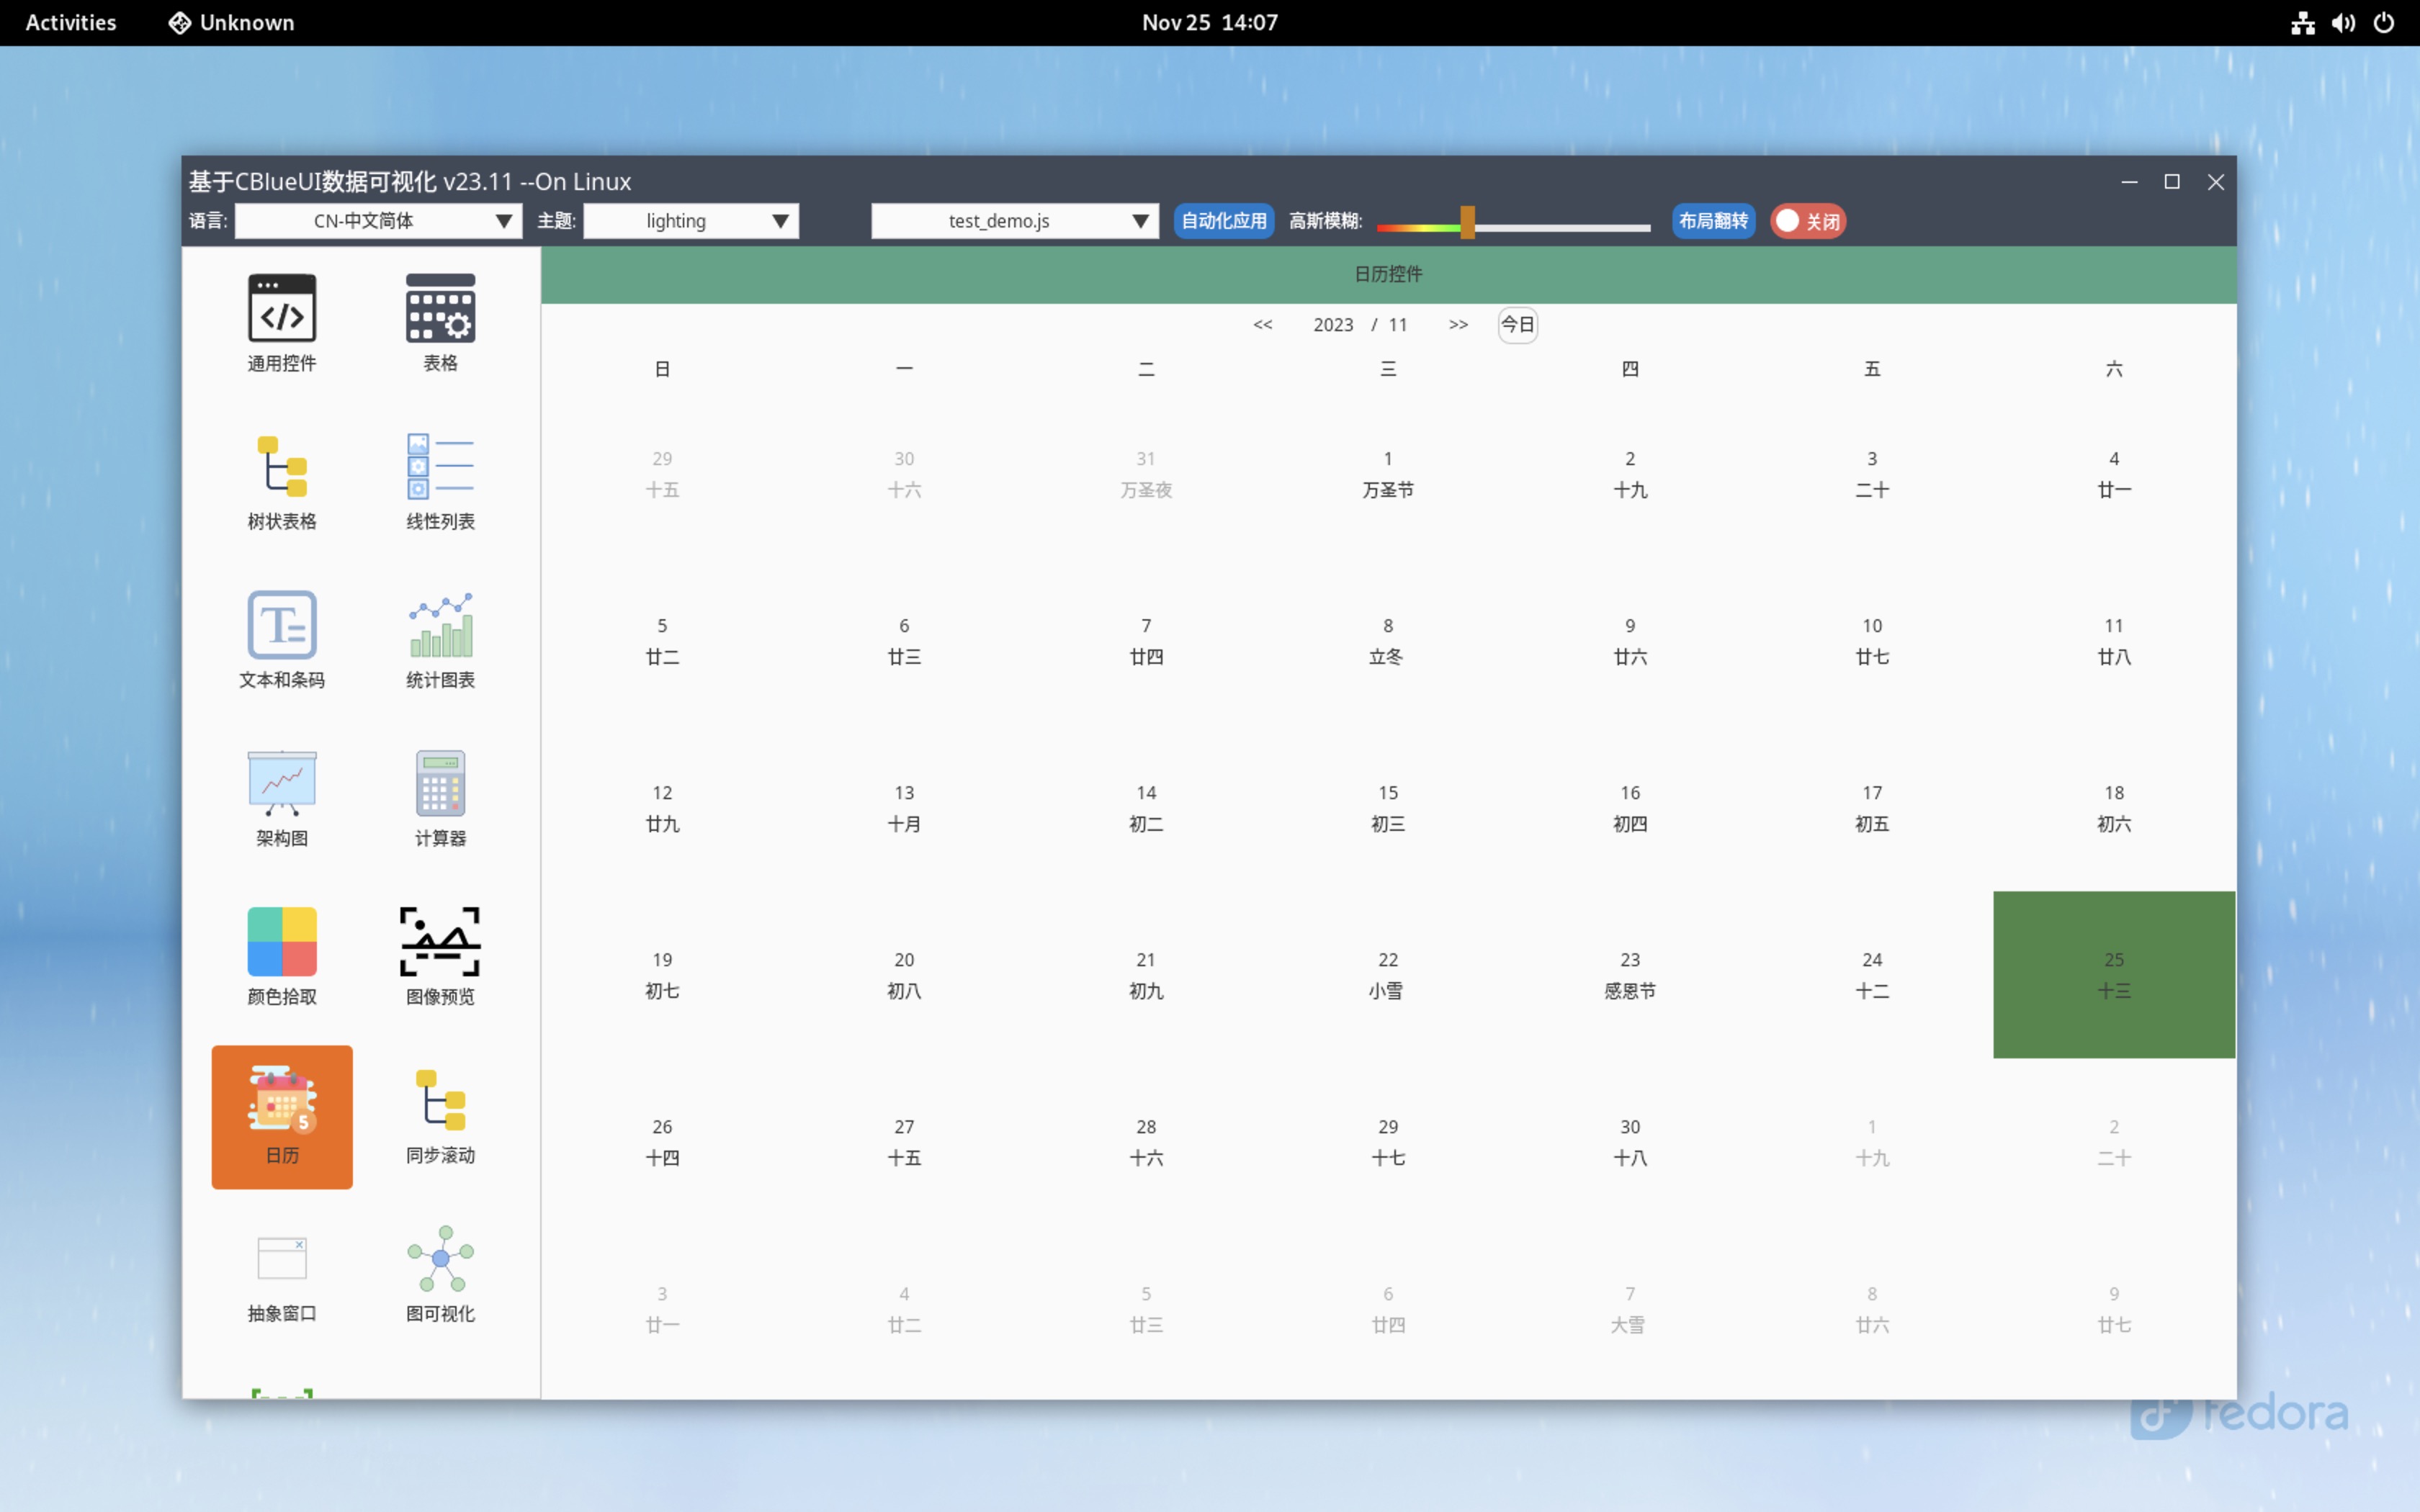 Activities Unknown Nov 25 14:07
基于CBlueUI数据可视化 v23.11 --On Linux
语言: CN-中文简体 主题: lighting test_demo.js 自动化应用 高斯模糊: 布局翻转 关闭
通用控件 表格
树状表格 线性列表
文本和条码 统计图表
架构图 计算器
颜色拾取 图像预览
5
日历 同步滚动
抽象窗口 图可视化
日历控件
<< 2023 / 11 >> 今日
日 一 二 三 四 五 六
29 30 31 1 2 3 4
十五 十六 万圣夜 万圣节 十九 二十 廿一
5 6 7 8 9 10 11
廿二 廿三 廿四 立冬 廿六 廿七 廿八
12 13 14 15 16 17 18
廿九 十月 初二 初三 初四 初五 初六
19 20 21 22 23 24 25
初七 初八 初九 小雪 感恩节 十二 十三
26 27 28 29 30 1 2
十四 十五 十六 十七 十八 十九 二十
3 4 5 6 7 8 9
廿一 廿二 廿三 廿四 大雪 廿六 廿七
fedora